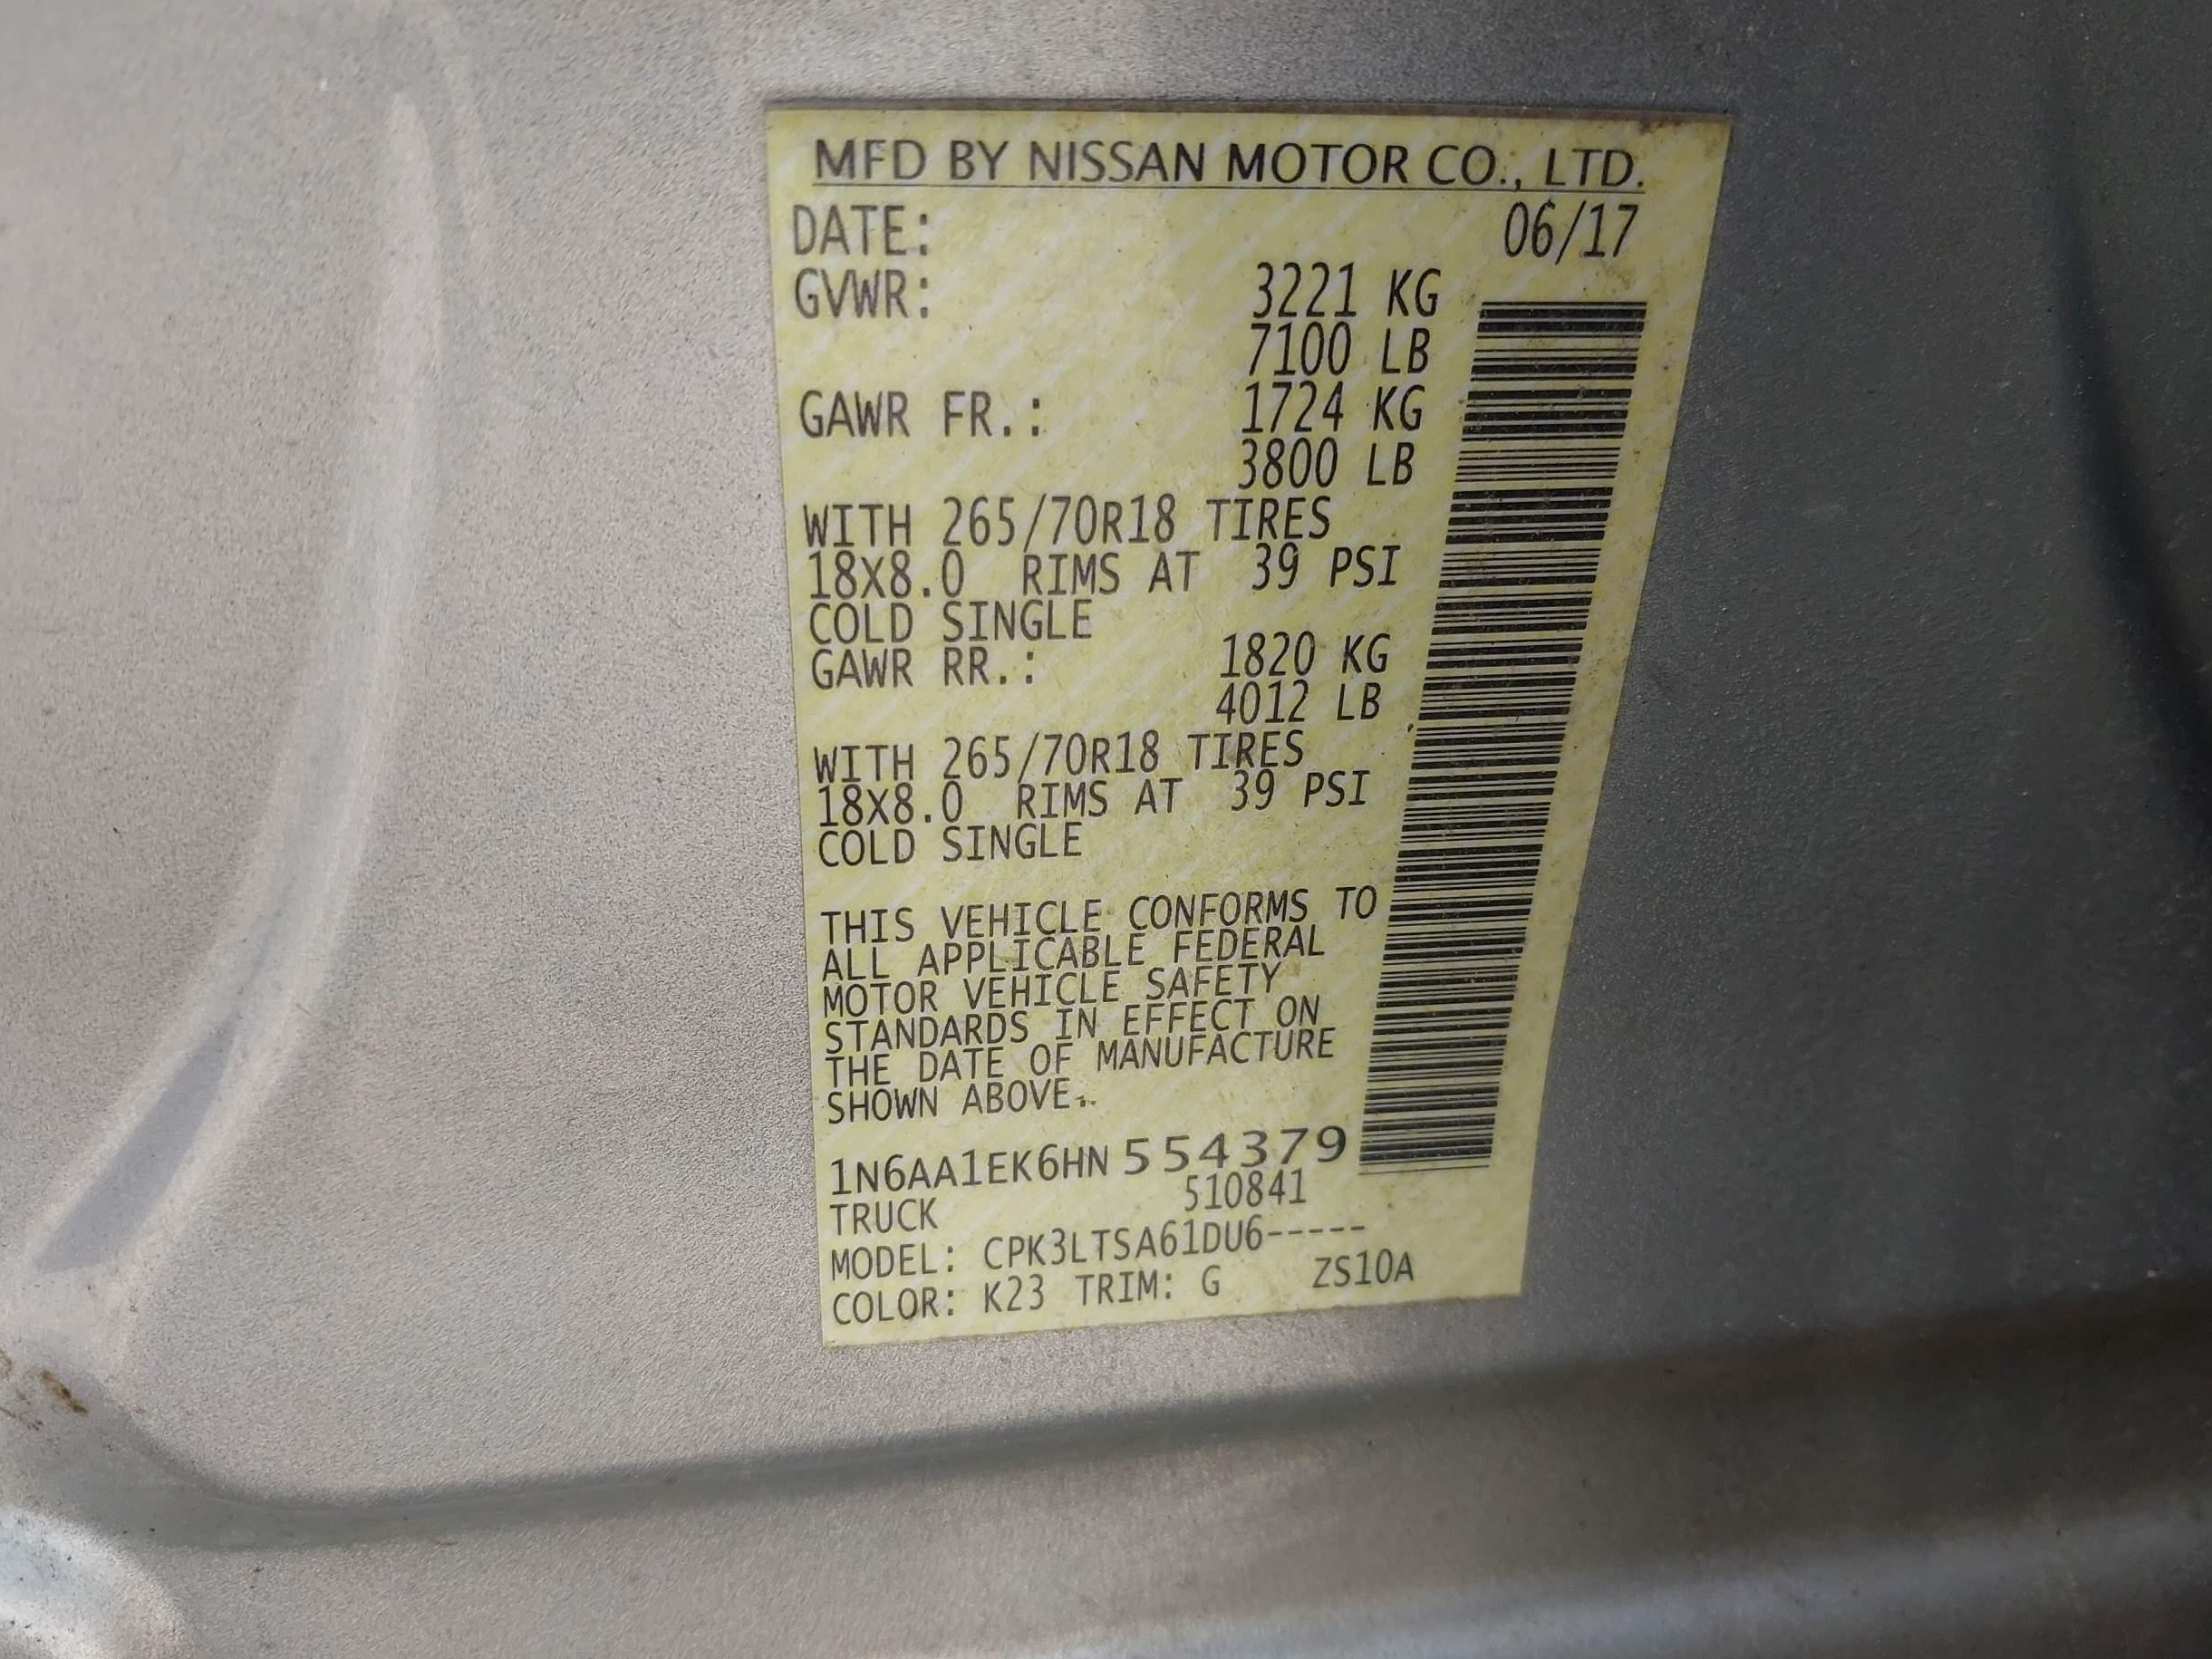 MFD BY NISSAN MOTOR CO., LTD.
DATE: 06/17
GVWR: 3221 KG
7100 LB
GAWR FR.: 1724 KG
3800 LB
WITH 265/70R18 TIRES
18X8.0 RIMS AT 39 PSI
COLD SINGLE
GAWR RR.: 1820 KG
4012 LB
WITH 265/70R18 TIRES
18X8.0 RIMS AT 39 PSI
COLD SINGLE
THIS VEHICLE CONFORMS TO
ALL APPLICABLE FEDERAL
MOTOR VEHICLE SAFETY
STANDARDS IN EFFECT ON
THE DATE OF MANUFACTURE
SHOWN ABOVE.
1N6AA1EK6HN554379
TRUCK 510841
MODEL: CPK3LTSA61DU6-----
COLOR: K23 TRIM: G ZS10A